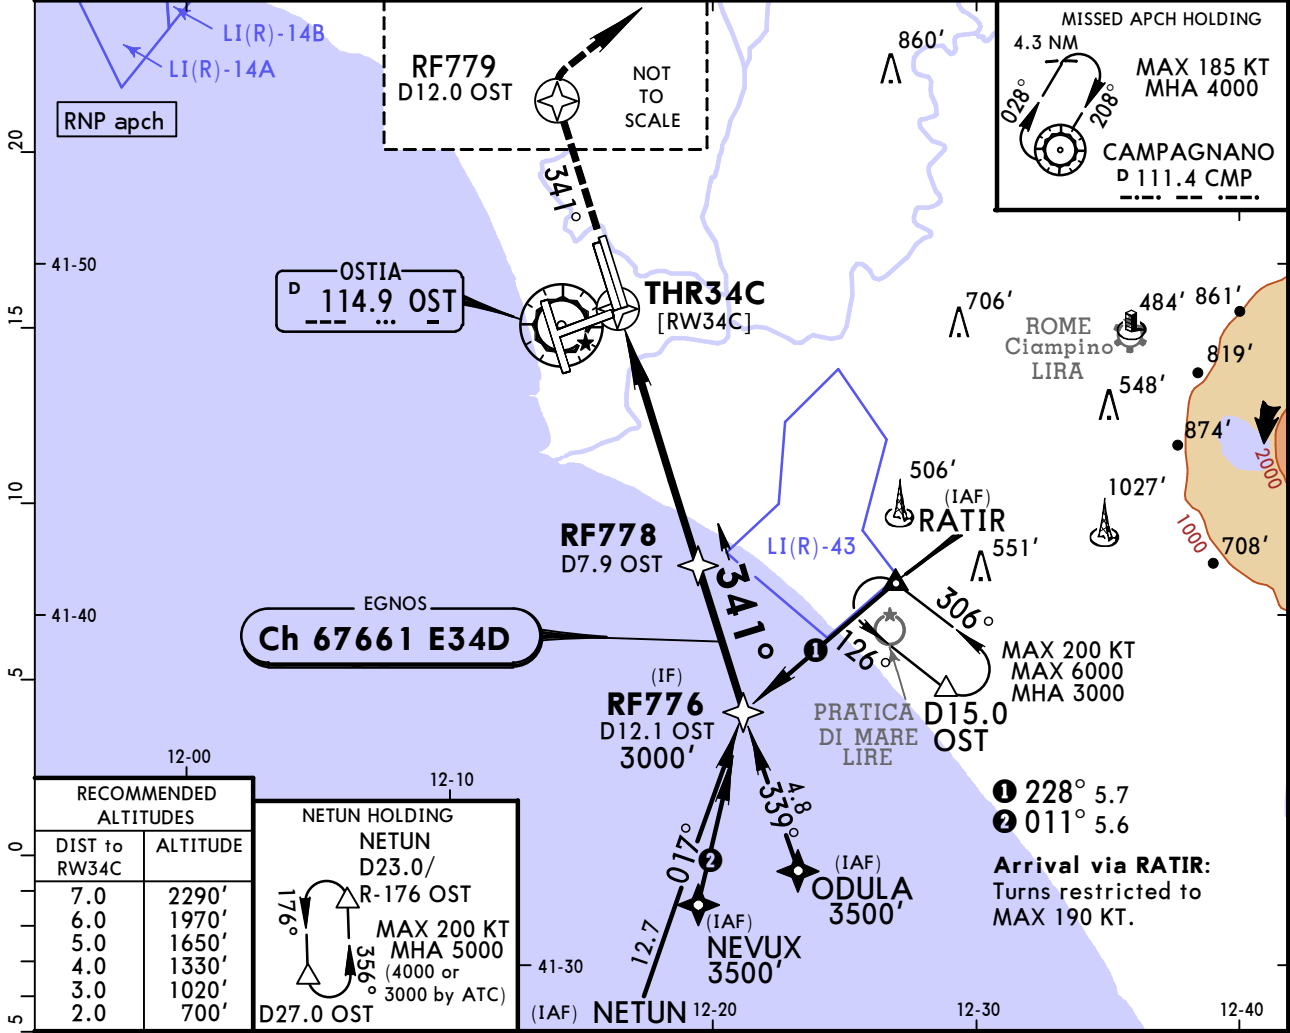 LI(R)-14B
LI(R)-14A
RNP apch
RF779
D12.0 OST
NOT
TO
SCALE
341°
860'
MISSED APCH HOLDING
4.3 NM
028°
208°
MAX 185 KT
MHA 4000
CAMPAGNANO
D 111.4 CMP
20
41-50
15
OSTIA
D 114.9 OST
THR34C
[RW34C]
706'
ROME
Ciampino
LIRA
484'
861'
819'
548'
874'
2000
1027'
1000
708'
10
RF778
D7.9 OST
506'
(IAF)
RATIR
LI(R)-43
551'
EGNOS
Ch 67661 E34D
341°
41-40
1
126°
306°
MAX 200 KT
MAX 6000
MHA 3000
5
(IF)
RF776
D12.1 OST
3000'
PRATICA
DI MARE
LIRE
D15.0
OST
12-00
12-10
1 228° 5.7
2 011° 5.6
Arrival via RATIR:
Turns restricted to
MAX 190 KT.
4.8
339°
017°
2
12.7
(IAF)
ODULA
3500'
(IAF)
NEVUX
3500'
(IAF) NETUN
RECOMMENDED
ALTITUDES
DIST to
RW34C
ALTITUDE
7.0 2290'
6.0 1970'
5.0 1650'
4.0 1330'
3.0 1020'
2.0 700'
0
5
NETUN HOLDING
NETUN
D23.0/
R-176 OST
176°
356°
MAX 200 KT
MHA 5000
(4000 or
3000 by ATC)
D27.0 OST
41-30
12-20
12-30
12-40